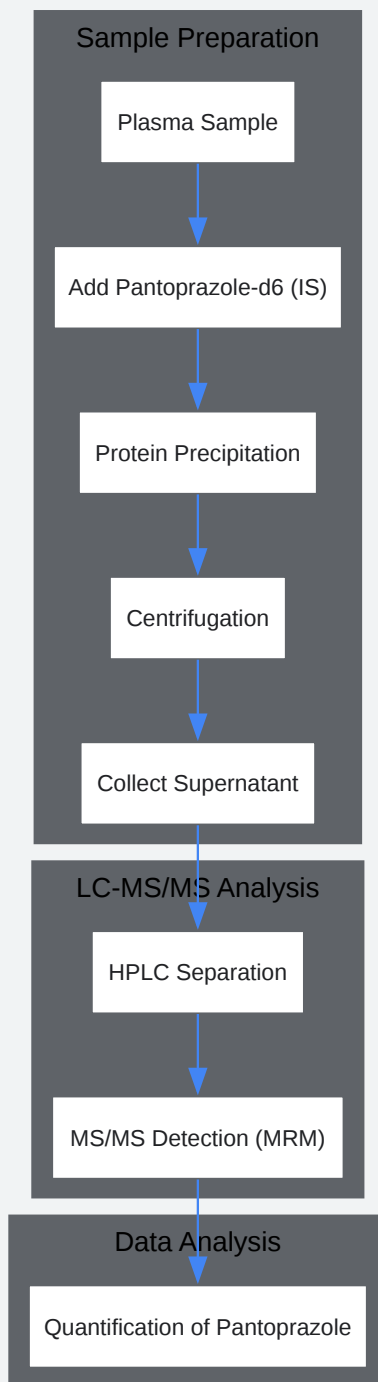 Sample Preparation
Plasma Sample
Add Pantoprazole-d6 (IS)
Protein Precipitation
Centrifugation
Collect Supernatant
LC-MS/MS Analysis
HPLC Separation
MS/MS Detection (MRM)
Data Analysis
Quantification of Pantoprazole